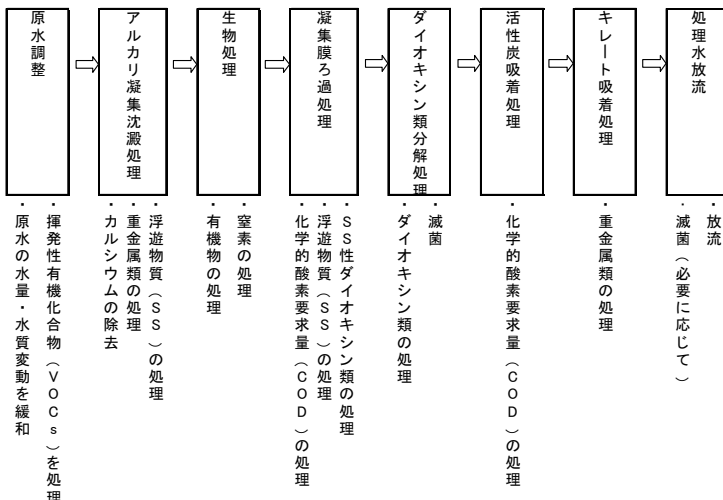 原水調整
アルカリ凝集沈澱処理
生物処理
凝集膜ろ過処理
ダイオキシン類分解処理
活性炭吸着処理
キレート吸着処理
処理水放流
・揮発性有機化合物（ＶＯＣｓ）を処理
・原水の水量・水質変動を緩和
・浮遊物質（ＳＳ）の処理
・重金属類の処理
・カルシウムの除去
・窒素の処理
・有機物の処理
・ＳＳ性ダイオキシン類の処理
・浮遊物質（ＳＳ）の処理
・化学的酸素要求量（ＣＯＤ）の処理
・滅菌
・ダイオキシン類の処理
・化学的酸素要求量（ＣＯＤ）の処理
・重金属類の処理
・放流
・滅菌（必要に応じて）